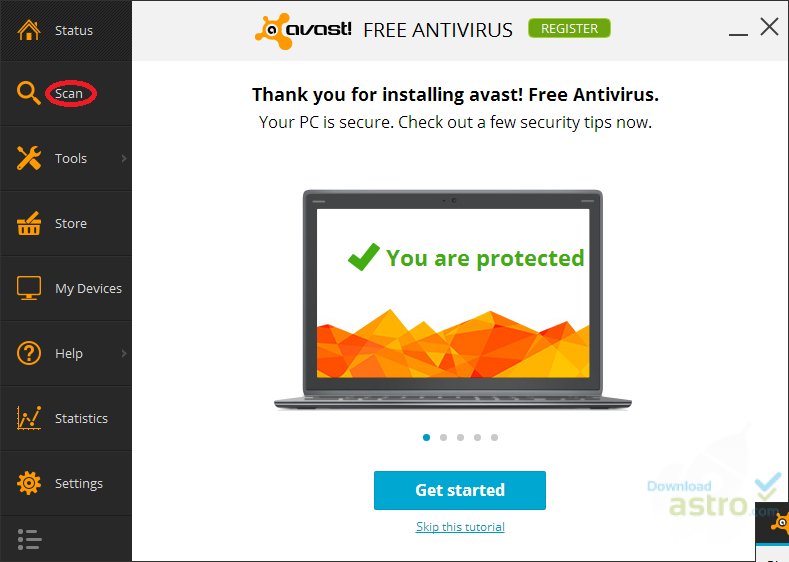 Status
avast! FREE ANTIVIRUS REGISTER
Scan
Tools
Store
My Devices
Help
Statistics
Settings
Thank you for installing avast! Free Antivirus.
Your PC is secure. Check out a few security tips now.
You are protected
Get started
Skip this tutorial
Download
astro.com